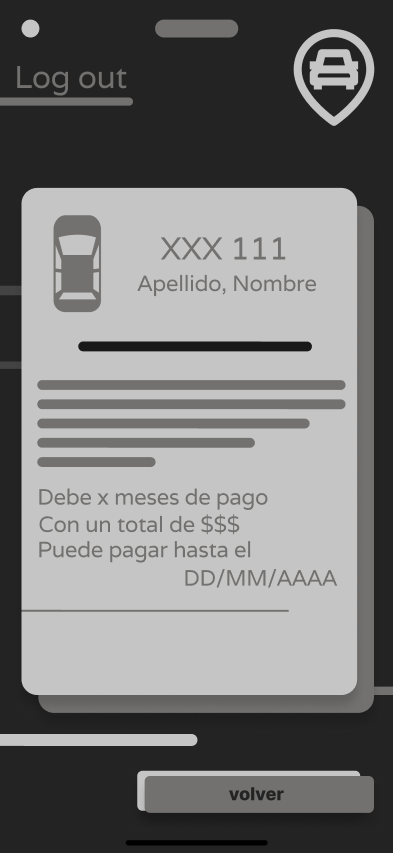 Log out
XXX 111
Apellido, Nombre
Debe x meses de pago
Con un total de $$$
Puede pagar hasta el
DD/MM/AAAA
volver